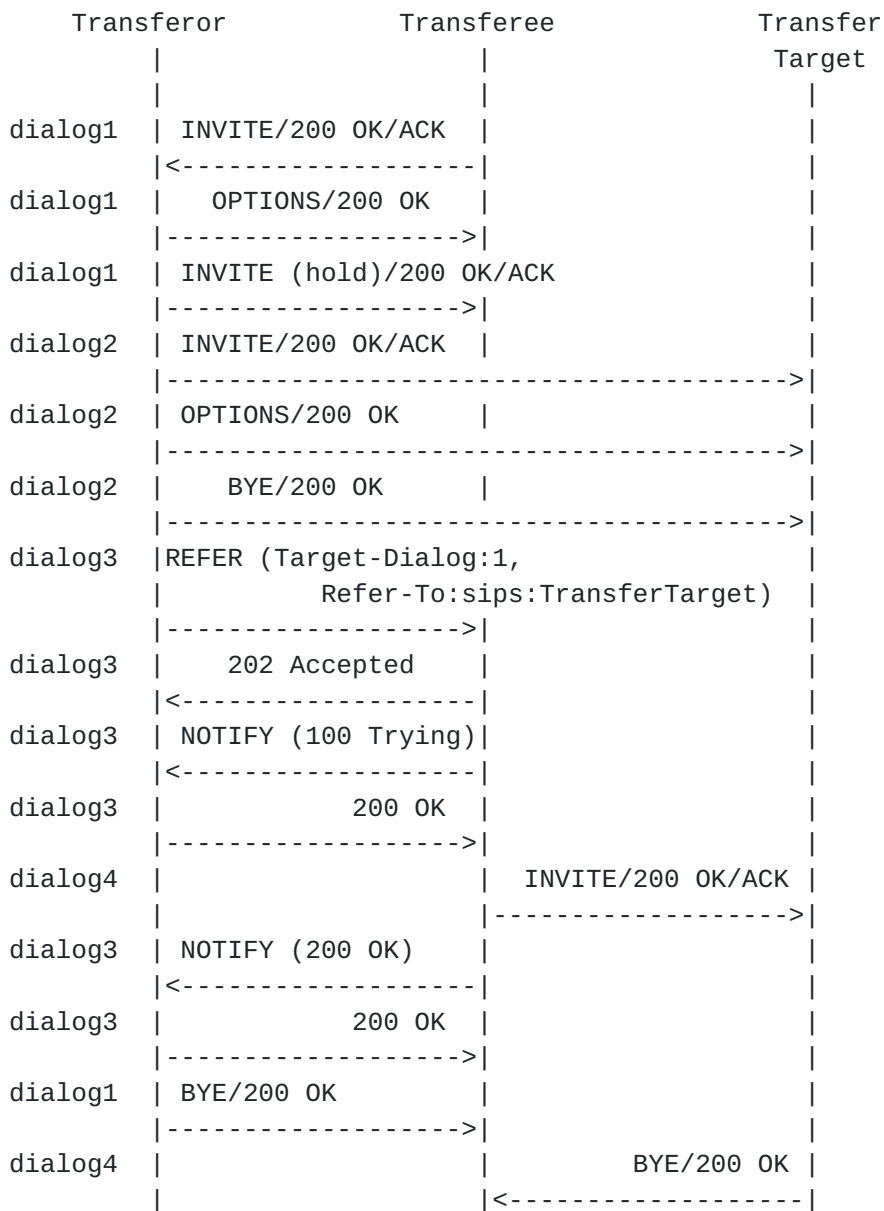 Transferor Transferee Transfer
| | Target
| | |
dialog1 | INVITE/200 OK/ACK | |
|<-------------------| |
dialog1 | OPTIONS/200 OK | |
|------------------->| |
dialog1 | INVITE (hold)/200 OK/ACK |
|------------------->| |
dialog2 | INVITE/200 OK/ACK | |
|--------------------------------------->|
dialog2 | OPTIONS/200 OK | |
|--------------------------------------->|
dialog2 | BYE/200 OK | |
|--------------------------------------->|
dialog3 |REFER (Target-Dialog:1, |
| Refer-To:sips:TransferTarget) |
|------------------->| |
dialog3 | 202 Accepted | |
|<-------------------| |
dialog3 | NOTIFY (100 Trying)| |
|<-------------------| |
dialog3 | 200 OK | |
|------------------->| |
dialog4 | | INVITE/200 OK/ACK |
| |------------------->|
dialog3 | NOTIFY (200 OK) | |
|<-------------------| |
dialog3 | 200 OK | |
|------------------->| |
dialog1 | BYE/200 OK | |
|------------------->| |
dialog4 | | BYE/200 OK |
| |<-------------------|